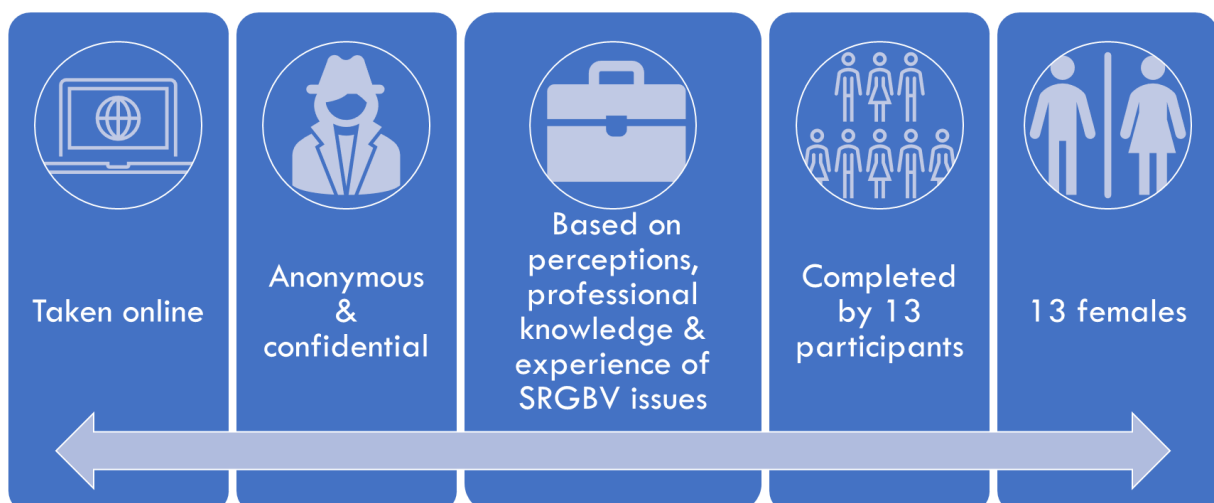 Taken online
Anonymous
&
confidential
Based on
perceptions,
professional
knowledge &
experience of
SRGBV issues
Completed
by 13
participants
13 females